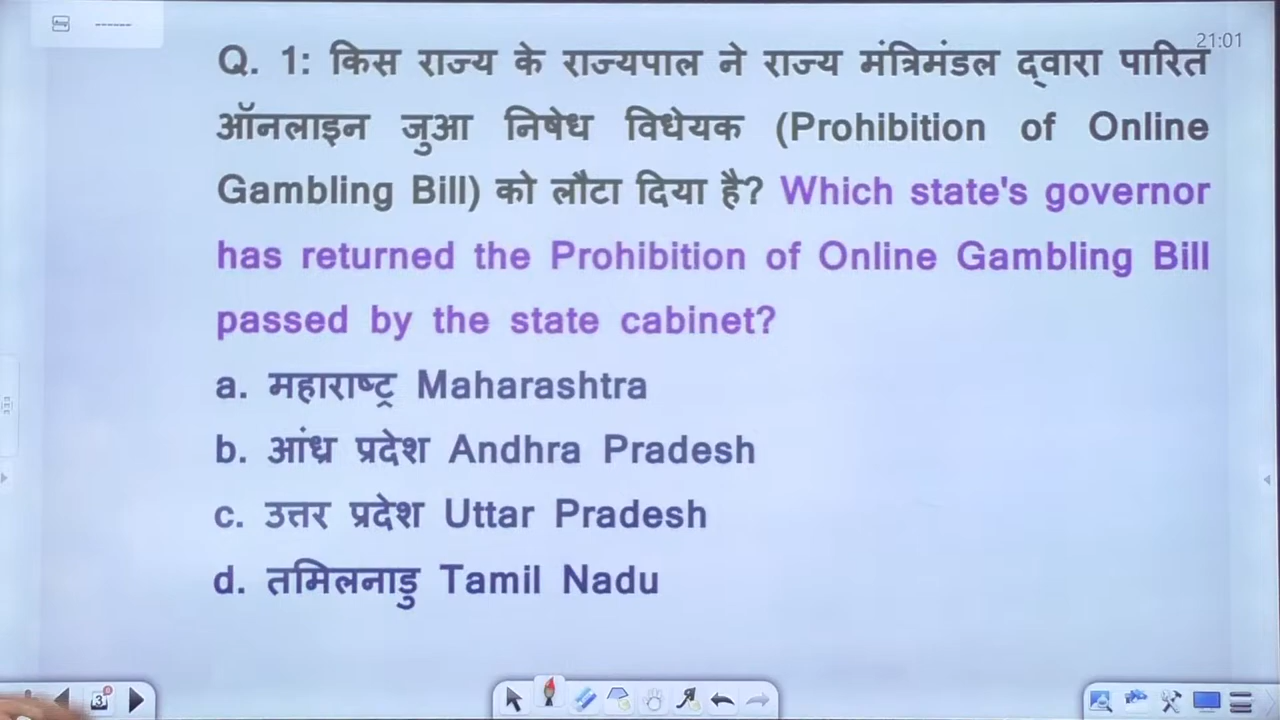 21:01
Q. 1: किस राज्य के राज्यपाल ने राज्य मंत्रिमंडल द्वारा पारित
ऑनलाइन जुआ निषेध विधेयक (Prohibition of Online
Gambling Bill) को लौटा दिया है? Which state's governor
has returned the Prohibition of Online Gambling Bill
passed by the state cabinet?
a. महाराष्ट्र Maharashtra
b. आंध्र प्रदेश Andhra Pradesh
c. उत्तर प्रदेश Uttar Pradesh
d. तमिलनाडु Tamil Nadu
3